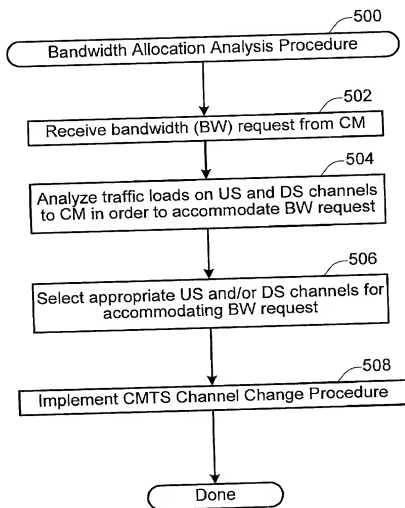 500
Bandwidth Allocation Analysis Procedure
502
Receive bandwidth (BW) request from CM
504
Analyze traffic loads on US and DS channels
to CM in order to accommodate BW request
506
Select appropriate US and/or DS channels for
accommodating BW request
508
Implement CMTS Channel Change Procedure
Done